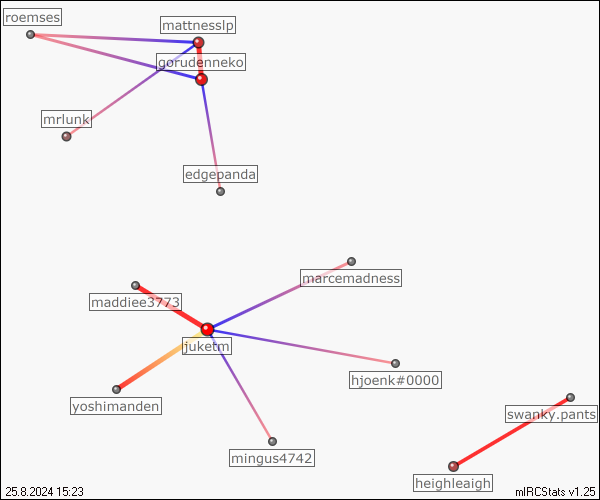 roemses
mattnesslp
gorudenneko
mrlunk
edgepanda
marcemadness
maddiee3773
juketm
hjoenk#0000
yoshimanden
swanky.pants
mingus4742
heighleaigh
25.8.2024 15:23
mIRCStats v1.25